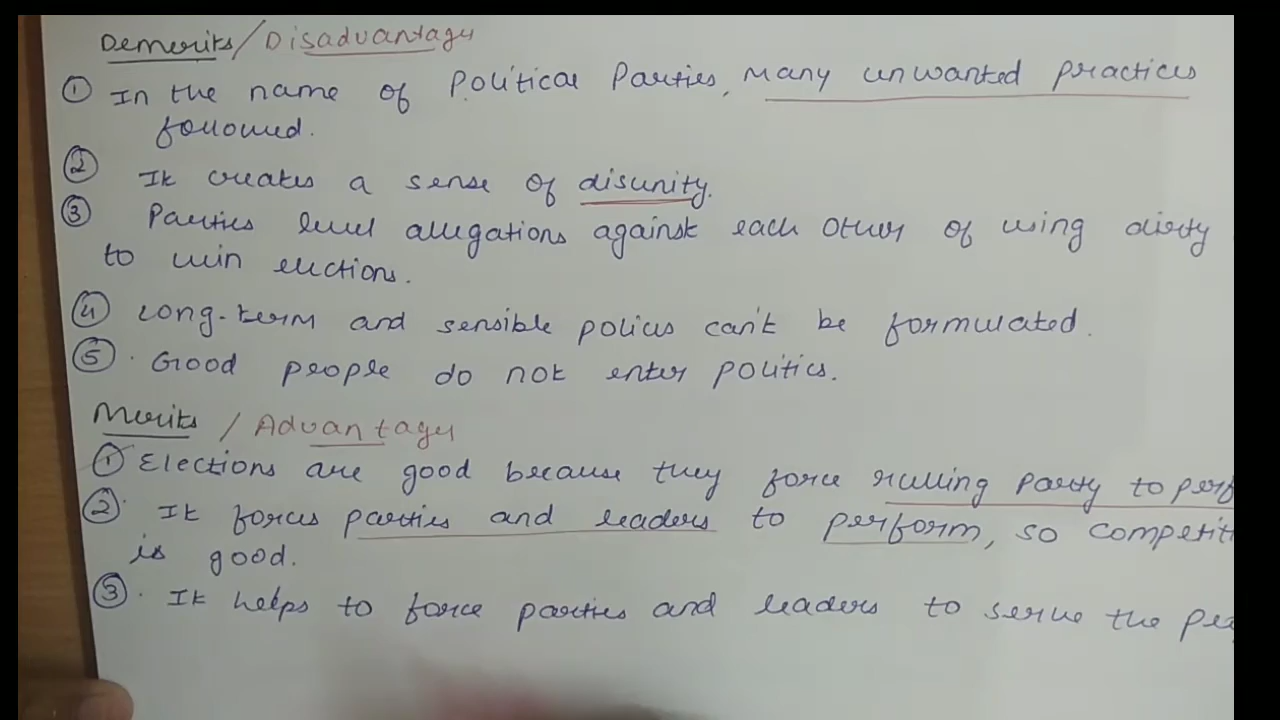 Demerits/Disadvantages
① In the name of Political Parties, many unwanted practices
followed.
② It creates a sense of disunity.
③ Parties level allegations against each other of using dirty
to win elections.
④ Long-term and sensible policies can't be formulated.
⑤. Good people do not enter politics.
Merits / Advantages
① Elections are good because they force rulling party to perf
② It forces parties and leaders to perform, so competiti
is good.
③. It helps to force parties and leaders to serve the peo